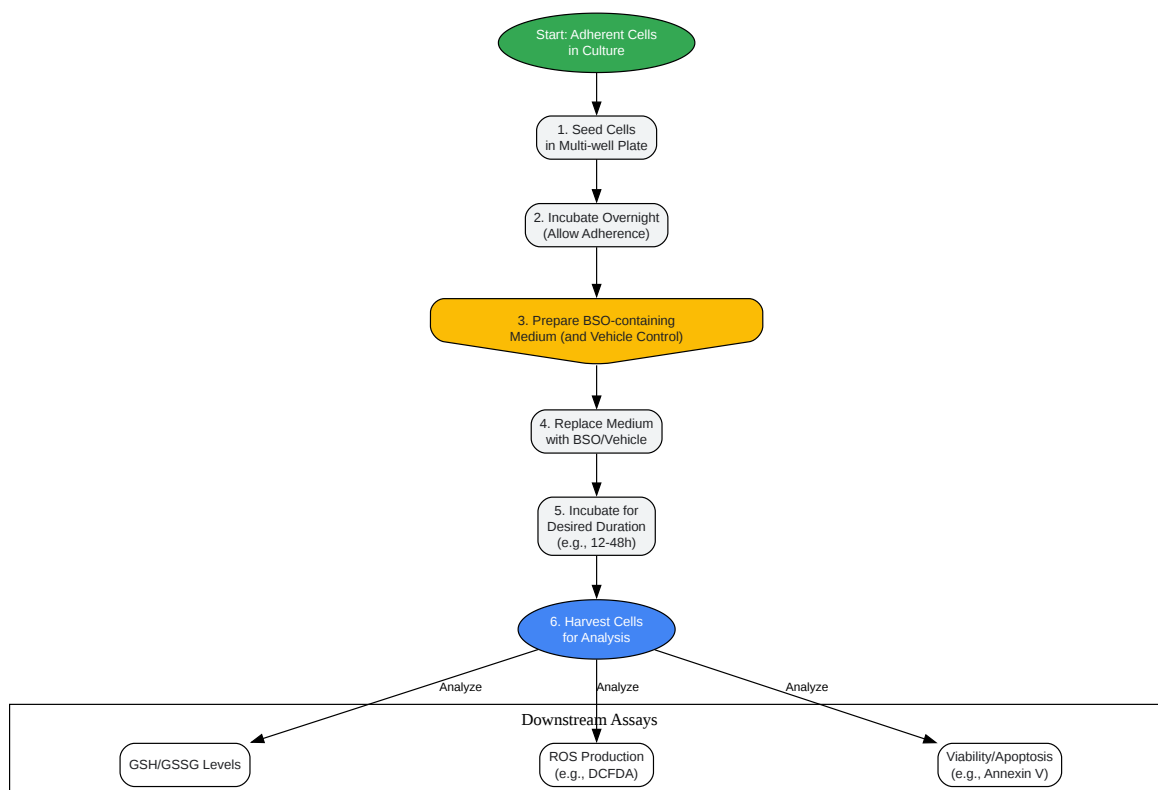 Start: Adherent Cells
in Culture
1. Seed Cells
in Multi-well Plate
2. Incubate Overnight
(Allow Adherence)
3. Prepare BSO-containing
Medium (and Vehicle Control)
4. Replace Medium
with BSO/Vehicle
5. Incubate for
Desired Duration
(e.g., 12-48h)
6. Harvest Cells
for Analysis
Analyze
Analyze
Analyze
Downstream Assays
GSH/GSSG Levels
ROS Production
(e.g., DCFDA)
Viability/Apoptosis
(e.g., Annexin V)